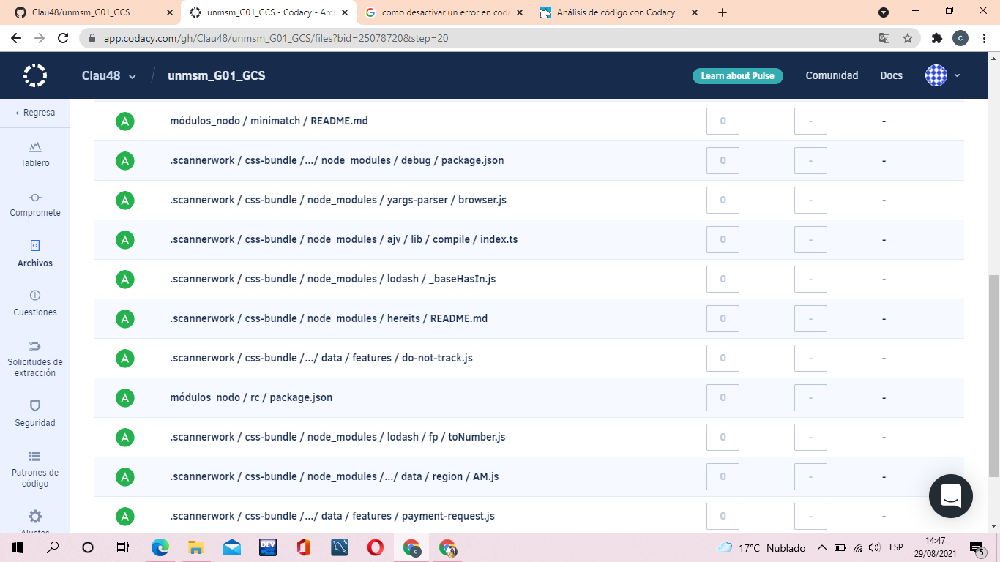 Clau48/unmsm_G01_GCS
unmsm_G01_GCS - Codacy - Arc
como desactivar un error en coda
Análisis de código con Codacy
app.codacy.com/gh/Clau48/unmsm_G01_GCS/files?bid=25078720&step=20
c
Clau48
/
unmsm_G01_GCS
Learn about Pulse
Comunidad
Docs
← Regresa
Tablero
Compromete
Archivos
Cuestiones
Solicitudes de
extracción
Seguridad
Patrones de
código
Ajustes
A módulos_nodo / minimatch / README.md 0 - -
A .scannerwork / css-bundle /.../ node_modules / debug / package.json 0 - -
A .scannerwork / css-bundle / node_modules / yargs-parser / browser.js 0 - -
A .scannerwork / css-bundle / node_modules / ajv / lib / compile / index.ts 0 - -
A .scannerwork / css-bundle / node_modules / lodash / _baseHasIn.js 0 - -
A .scannerwork / css-bundle / node_modules / hereits / README.md 0 - -
A .scannerwork / css-bundle /.../ data / features / do-not-track.js 0 - -
A módulos_nodo / rc / package.json 0 - -
A .scannerwork / css-bundle / node_modules / lodash / fp / toNumber.js 0 - -
A .scannerwork / css-bundle / node_modules /.../ data / region / AM.js 0 - -
A .scannerwork / css-bundle /.../ data / features / payment-request.js 0 - -
DEV
c
17°C Nublado
ESP
14:47
29/08/2021
5